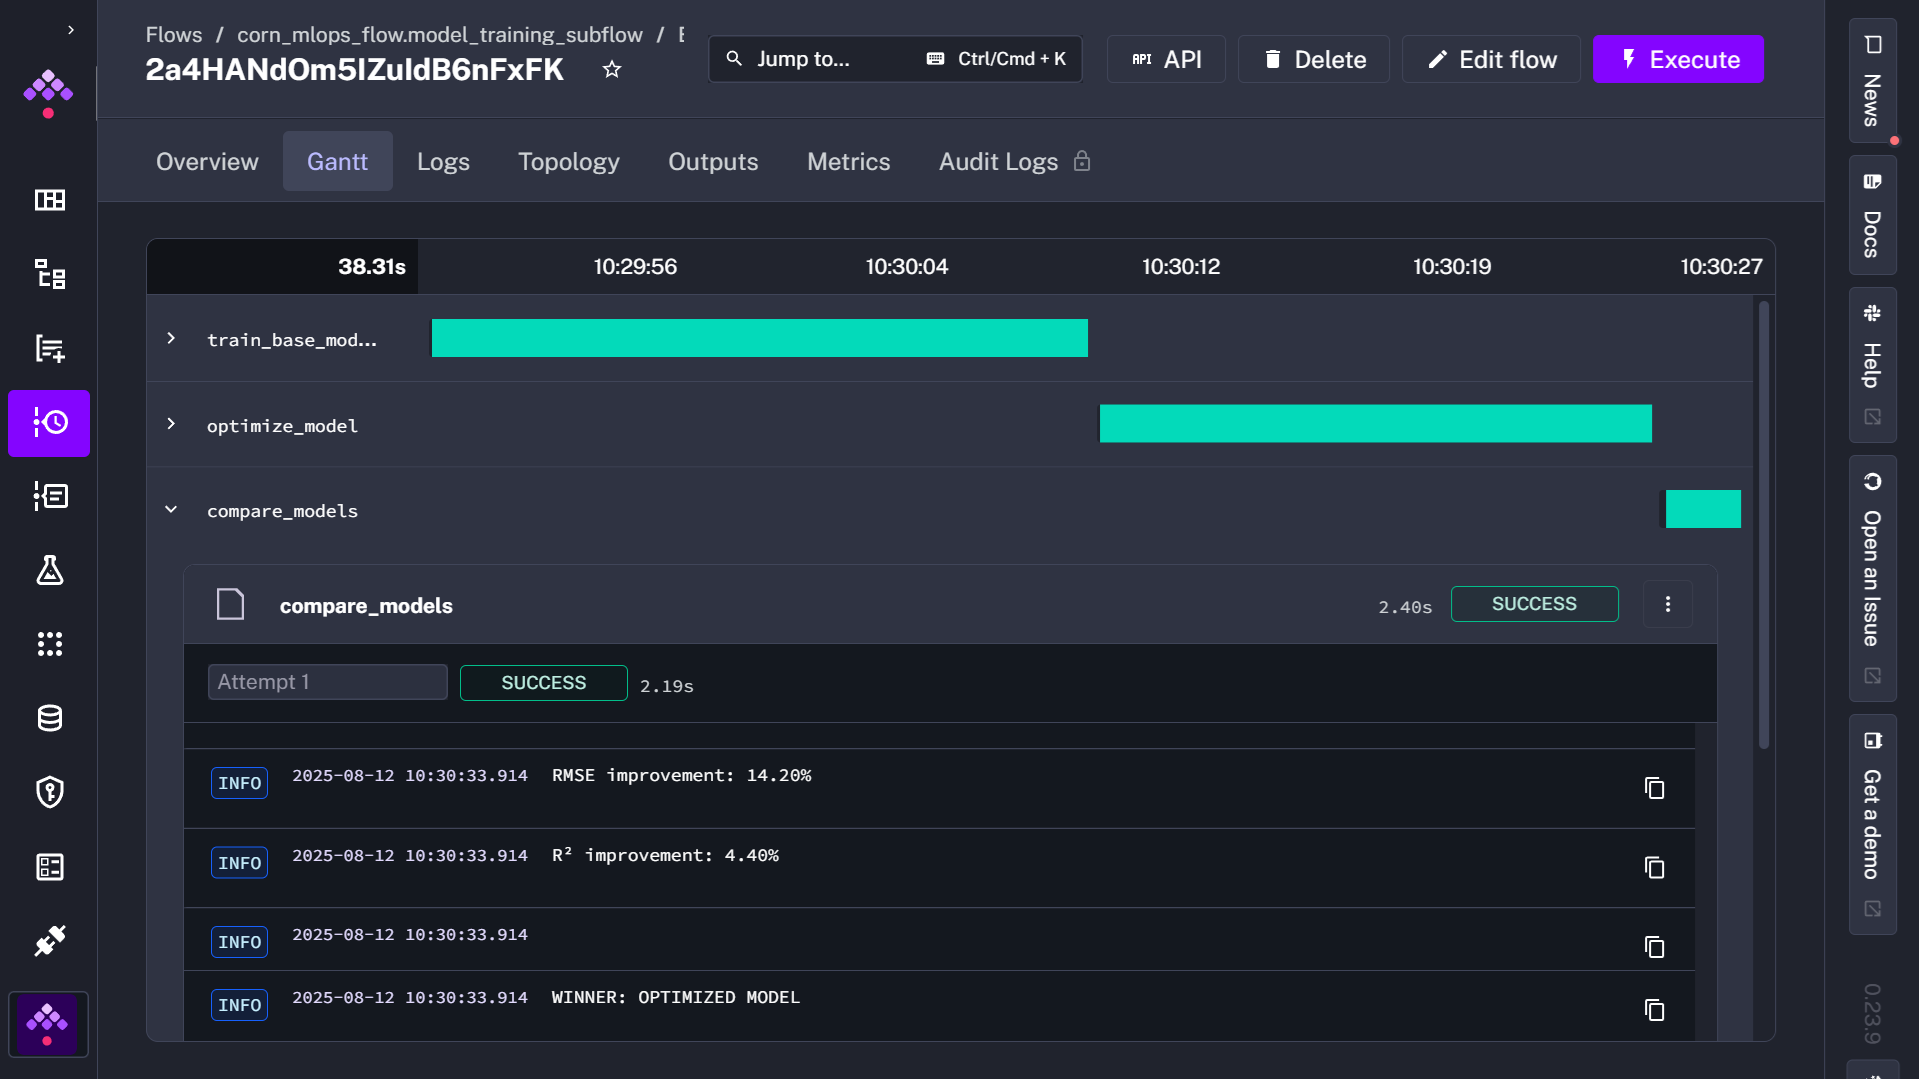 Flows / corn_mlops_flow.model_training_subflow /
2a4HANdOm5IZuIdB6nFxFK
Jump to... Ctrl/Cmd + K
API
Delete
Edit flow
Execute
Overview
Gantt
Logs
Topology
Outputs
Metrics
Audit Logs
38.31s 10:29:56 10:30:04 10:30:12 10:30:19 10:30:27
train_base_mod...
optimize_model
compare_models
compare_models 2.40s SUCCESS
Attempt 1 SUCCESS 2.19s
INFO 2025-08-12 10:30:33.914 RMSE improvement: 14.20%
INFO 2025-08-12 10:30:33.914 R² improvement: 4.40%
INFO 2025-08-12 10:30:33.914
INFO 2025-08-12 10:30:33.914 WINNER: OPTIMIZED MODEL
News
Docs
Help
Open an Issue
Get a demo
0.23.9